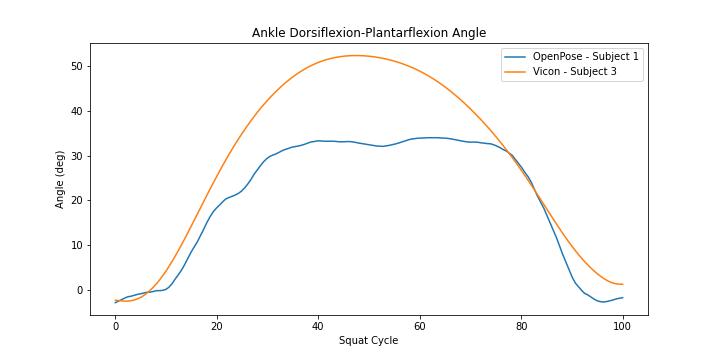 Ankle Dorsiflexion-Plantarflexion Angle
OpenPose - Subject 1
Vicon - Subject 3
Angle (deg)
50
40
30
20
10
0
0 20 40 60 80 100
Squat Cycle